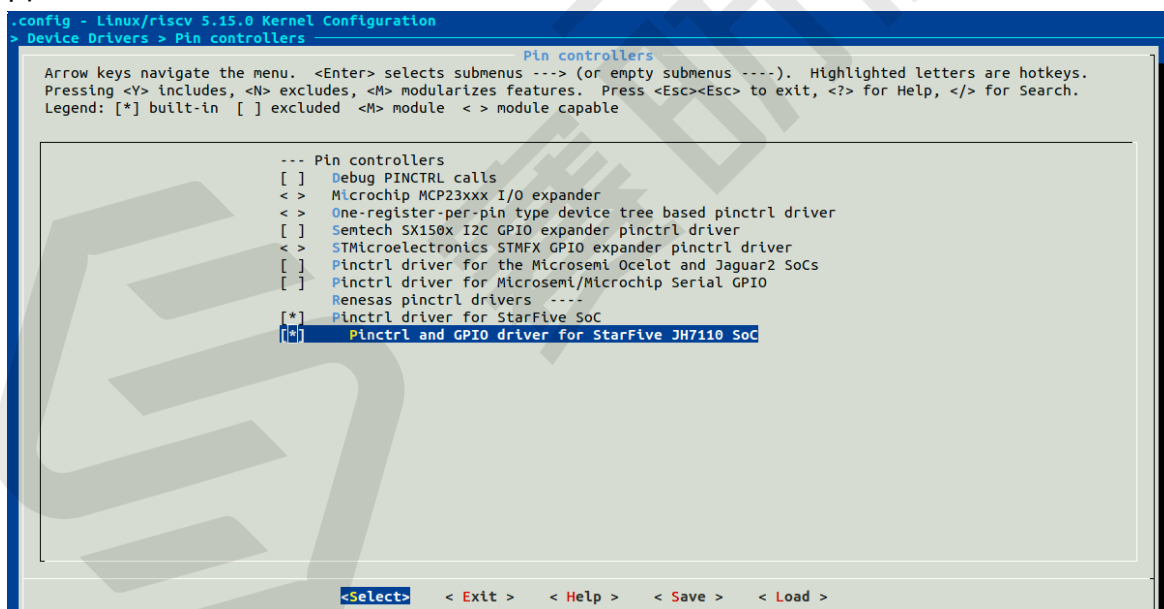 .config - Linux/riscv 5.15.0 Kernel Configuration
> Device Drivers > Pin controllers
Pin controllers
Arrow keys navigate the menu.  <Enter> selects submenus ---> (or empty submenus ----).  Highlighted letters are hotkeys.
Pressing <Y> includes, <N> excludes, <M> modularizes features.  Press <Esc><Esc> to exit, <?> for Help, </> for Search.
Legend: [*] built-in  [ ] excluded  <M> module  < > module capable
--- Pin controllers
[ ]   Debug PINCTRL calls
< >   Microchip MCP23xxx I/O expander
< >   One-register-per-pin type device tree based pinctrl driver
[ ]   Semtech SX150x I2C GPIO expander pinctrl driver
< >   STMicroelectronics STMFX GPIO expander pinctrl driver
[ ]   Pinctrl driver for the Microsemi Ocelot and Jaguar2 SoCs
[ ]   Pinctrl driver for Microsemi/Microchip Serial GPIO
Renesas pinctrl drivers  ----
[*]   Pinctrl driver for StarFive SoC
[*]     Pinctrl and GPIO driver for StarFive JH7110 SoC
<Select>    < Exit >    < Help >    < Save >    < Load >